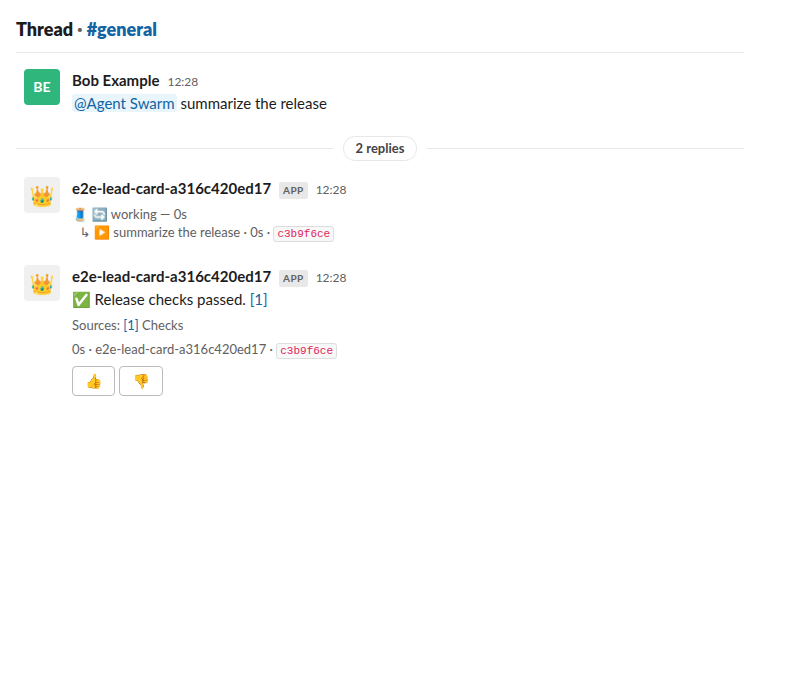 Thread • #general
BE
Bob Example 12:28
@Agent Swarm summarize the release
2 replies
e2e-lead-card-a316c420ed17 APP 12:28
🧵 🔄 working — 0s
↳ ▶️ summarize the release · 0s · c3b9f6ce
e2e-lead-card-a316c420ed17 APP 12:28
✅ Release checks passed. [1]
Sources: [1] Checks
0s · e2e-lead-card-a316c420ed17 · c3b9f6ce
👍 👎